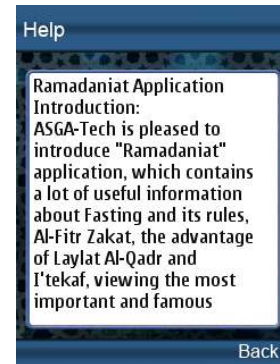 Help
Ramadaniat Application
Introduction:
ASGA-Tech is pleased to
introduce "Ramadaniat"
application, which contains
a lot of useful information
about Fasting and its rules,
Al-Fitr Zakat, the advantage
of Laylat Al-Qadr and
I'tekaf, viewing the most
important and famous
Back